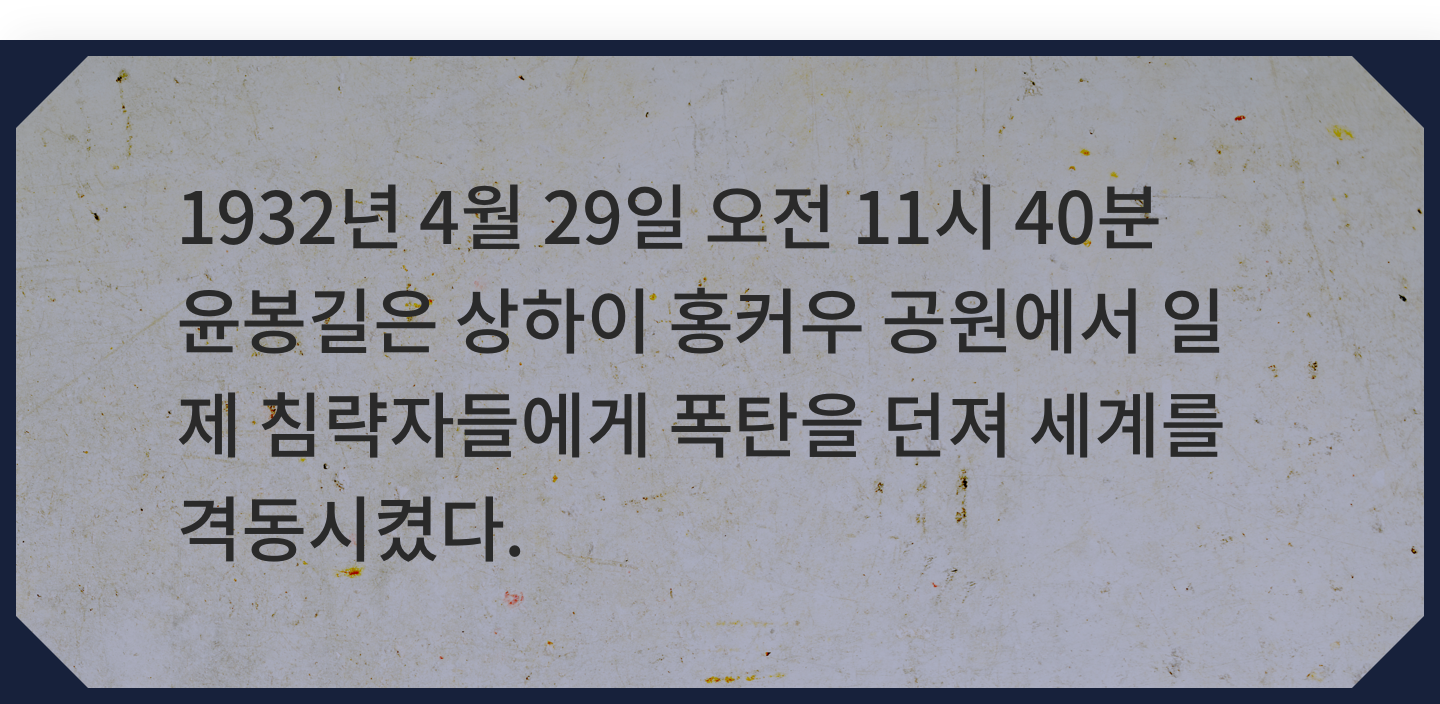 1932년 4월 29일 오전 11시 40분
윤봉길은 상하이 홍커우 공원에서 일
제 침략자들에게 폭탄을 던져 세계를
격동시켰다.